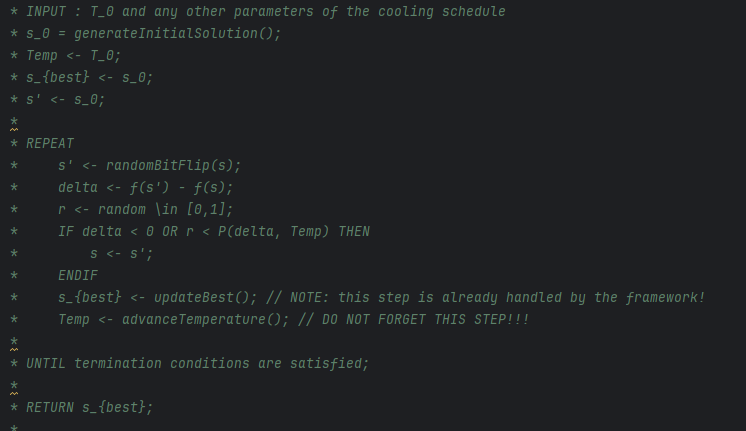 * INPUT : T_0 and any other parameters of the cooling schedule
* s_0 = generateInitialSolution();
* Temp <- T_0;
* s_{best} <- s_0;
* s' <- s_0;
*
* REPEAT
*     s' <- randomBitFlip(s);
*     delta <- f(s') - f(s);
*     r <- random \in [0,1];
*     IF delta < 0 OR r < P(delta, Temp) THEN
*         s <- s';
*     ENDIF
*     s_{best} <- updateBest(); // NOTE: this step is already handled by the framework!
*     Temp <- advanceTemperature(); // DO NOT FORGET THIS STEP!!!
*
* UNTIL termination conditions are satisfied;
*
* RETURN s_{best};
*